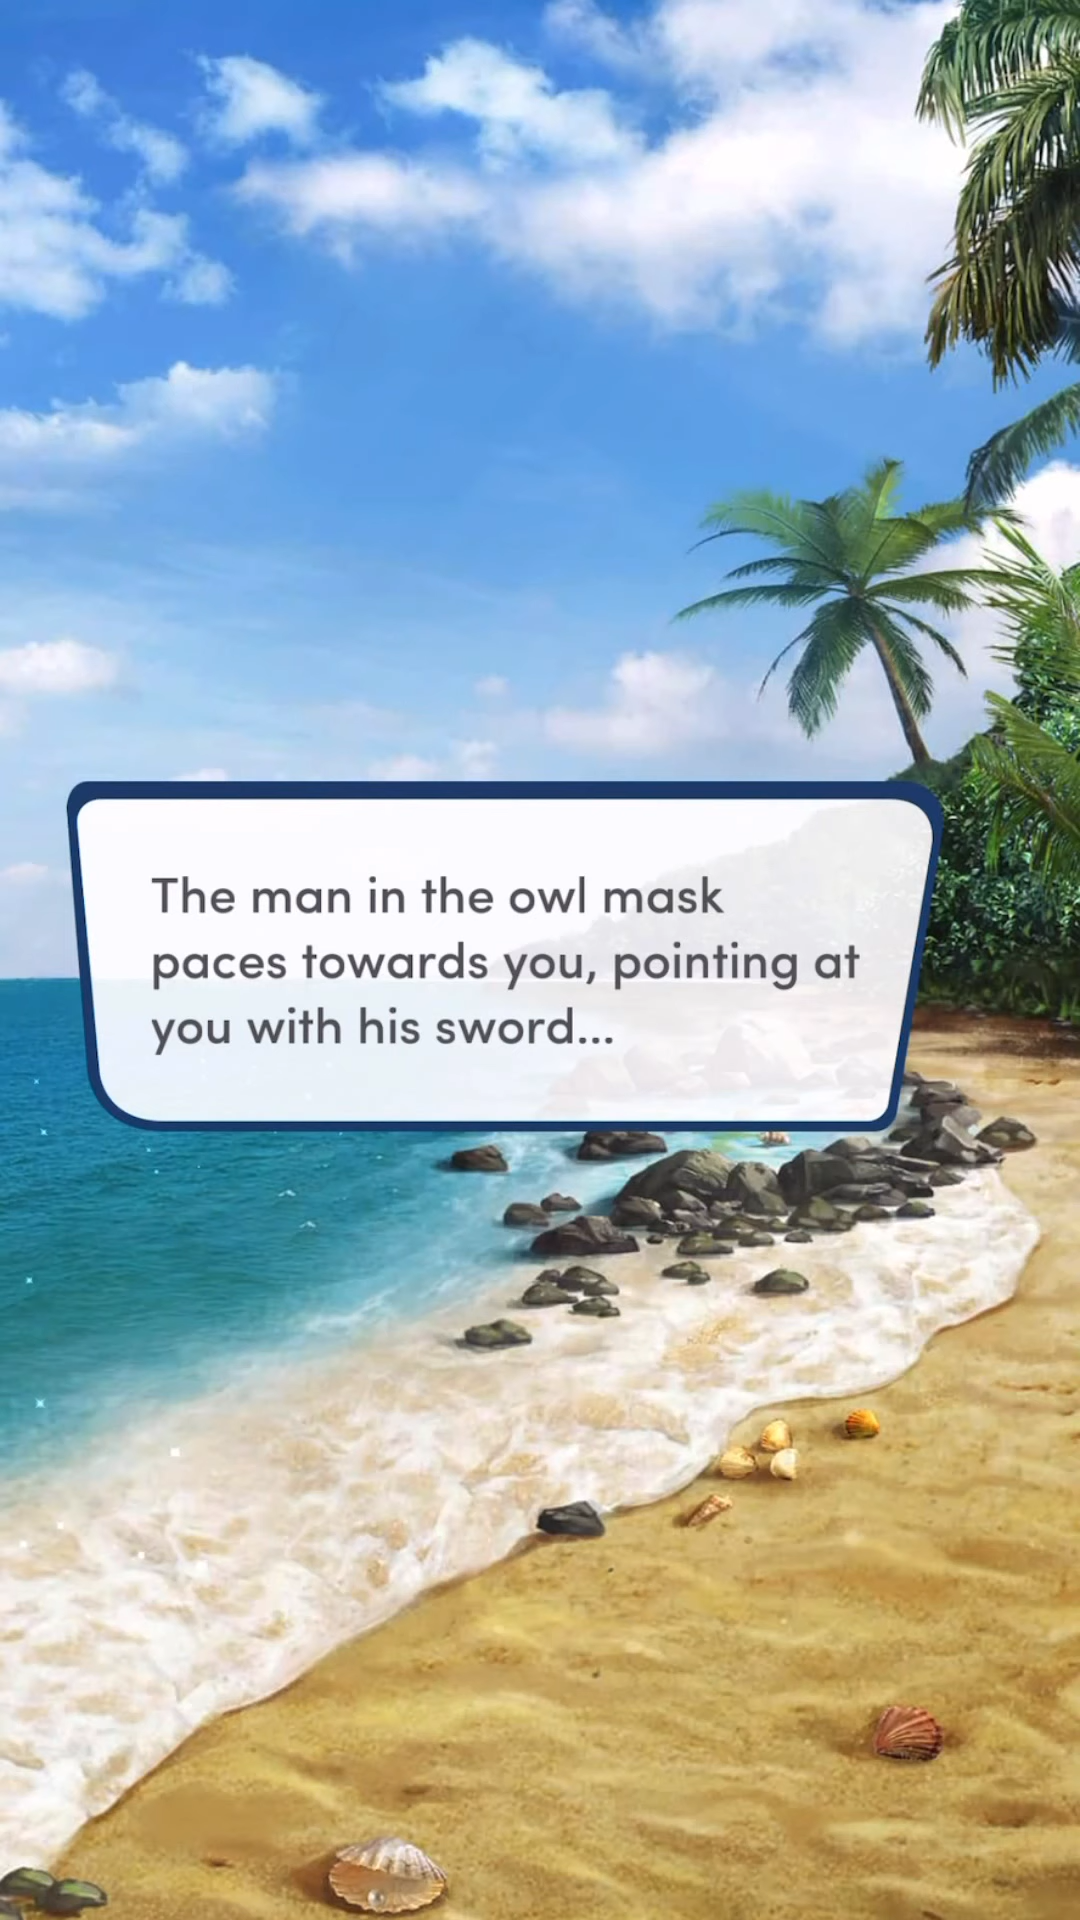 The man in the owl mask
paces towards you, pointing at
you with his sword...